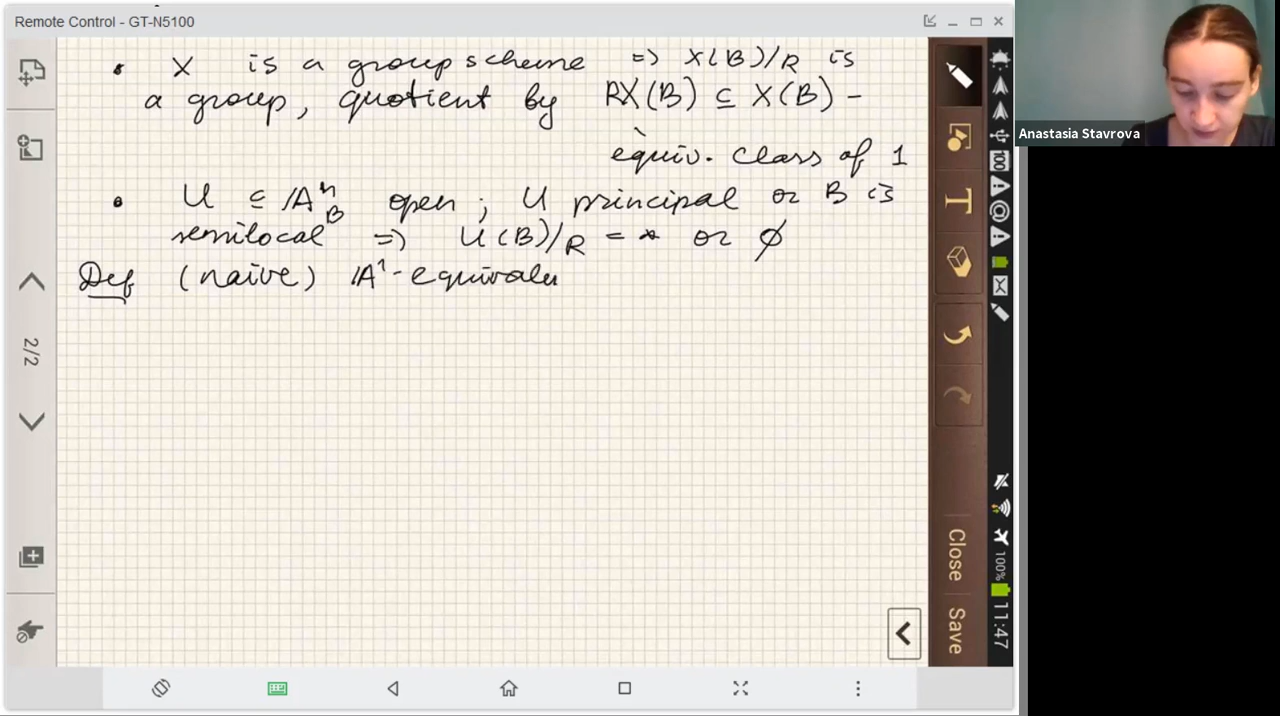 Remote Control - GT-N5100
Anastasia Stavrova
• X is a group scheme => X(B)/R is
a group, quotient by RX(B) ⊆ X(B) -
equiv. class of 1
• U ⊆ 𝔸ⁿ_B open; U principal or B is
semilocal => U(B)/R = * or ∅
Def (naive) 𝔸¹-equivalen
2/2
100
100%
11:47
Close
Save